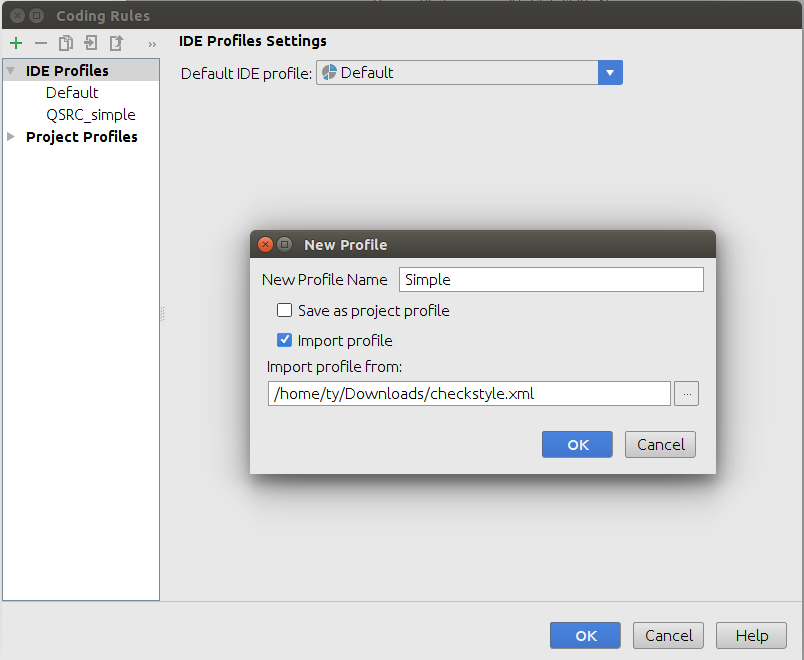 Coding Rules
IDE Profiles
Default
QSRC_simple
Project Profiles
IDE Profiles Settings
Default IDE profile: Default
New Profile
New Profile Name Simple
Save as project profile
Import profile
Import profile from:
/home/ty/Downloads/checkstyle.xml
...
OK Cancel
OK Cancel Help